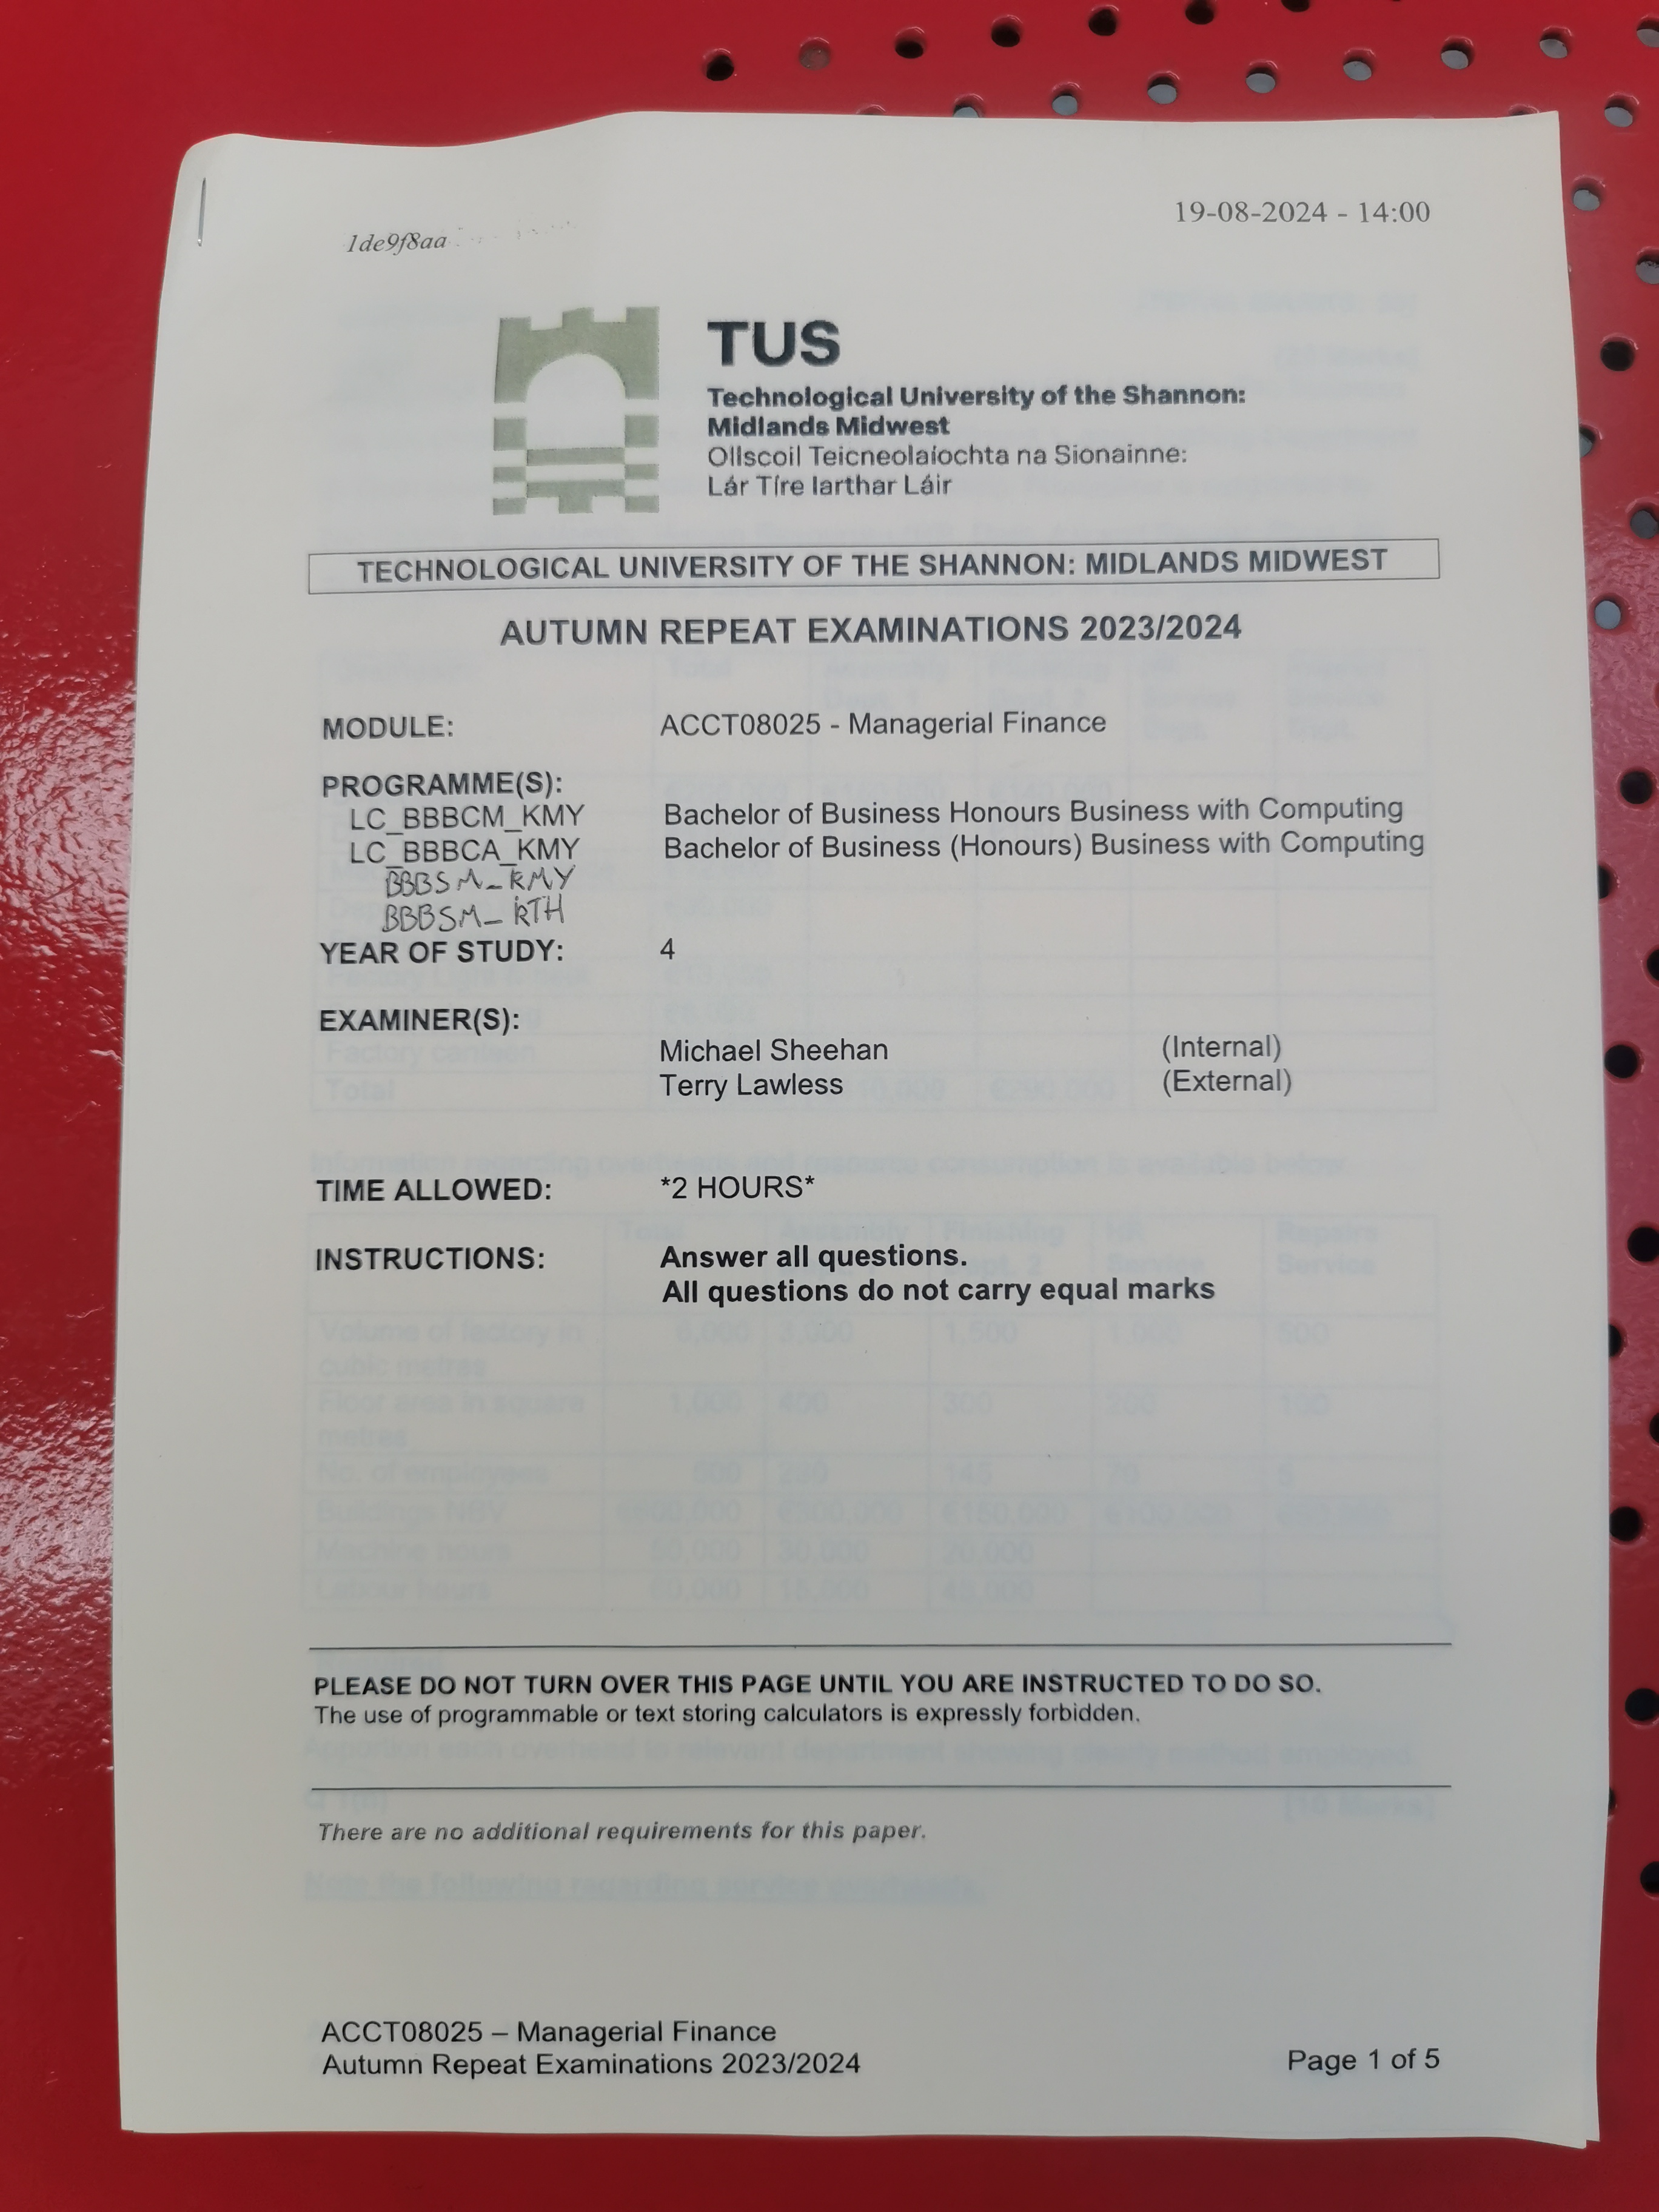 1de9f8aa
19-08-2024 - 14:00
TUS
Technological University of the Shannon:
Midlands Midwest
Ollscoil Teicneolaíochta na Sionainne:
Lár Tíre Iarthar Láir
TECHNOLOGICAL UNIVERSITY OF THE SHANNON: MIDLANDS MIDWEST
AUTUMN REPEAT EXAMINATIONS 2023/2024
MODULE: ACCT08025 - Managerial Finance
PROGRAMME(S):
LC_BBBCM_KMY Bachelor of Business Honours Business with Computing
LC_BBBCA_KMY Bachelor of Business (Honours) Business with Computing
BBBSM_KMY
BBBSM_KTH
YEAR OF STUDY: 4
EXAMINER(S):
Michael Sheehan (Internal)
Terry Lawless (External)
TIME ALLOWED: *2 HOURS*
INSTRUCTIONS: Answer all questions.
All questions do not carry equal marks
PLEASE DO NOT TURN OVER THIS PAGE UNTIL YOU ARE INSTRUCTED TO DO SO.
The use of programmable or text storing calculators is expressly forbidden.
There are no additional requirements for this paper.
ACCT08025 – Managerial Finance
Autumn Repeat Examinations 2023/2024
Page 1 of 5